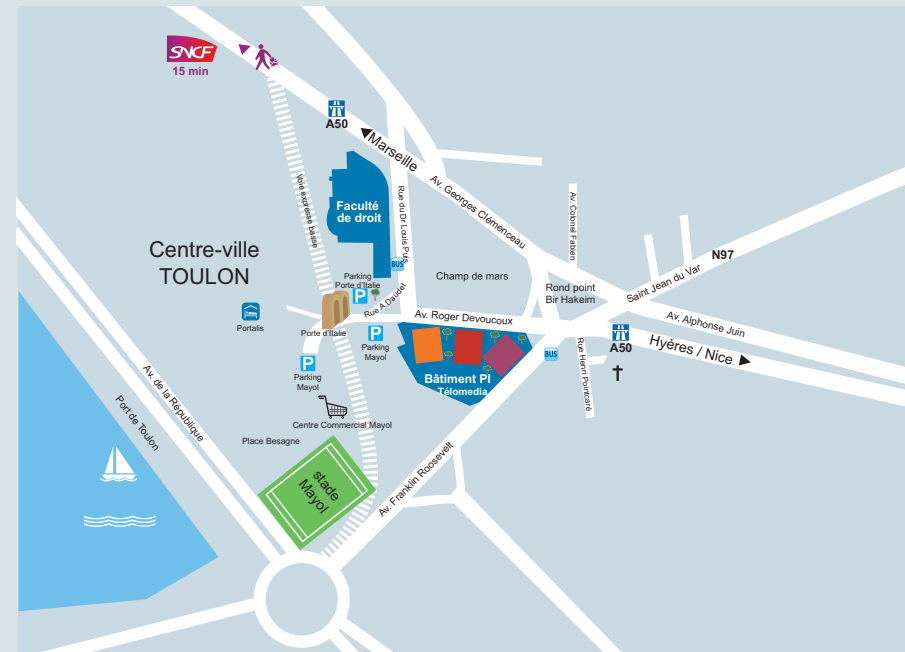 SNCF
15 min
A50
Marseille
Av. Georges Clémenceau
Voie expresse basse
Faculté
de droit
Rue du Dr Louis Puis
BUS
Av. Colonel Fabien
N97
Saint Jean du Var
Centre-ville
TOULON
Champ de mars
Rond point
Bir Hakeim
Parking
Porte d'Italie
P
Rue A.Daudet
Av. Roger Devoucoux
Av. Alphonse Juin
Portalis
Porte d'Italie
P
Parking
Mayol
A50
Hyères / Nice
BUS
Rue Henri Pointcaré
P
Parking
Mayol
Bâtiment PI
Télomedia
Av. de la République
Port de Toulon
Centre Commercial Mayol
Place Besagne
stade
Mayol
Av. Franklin Roosevelt